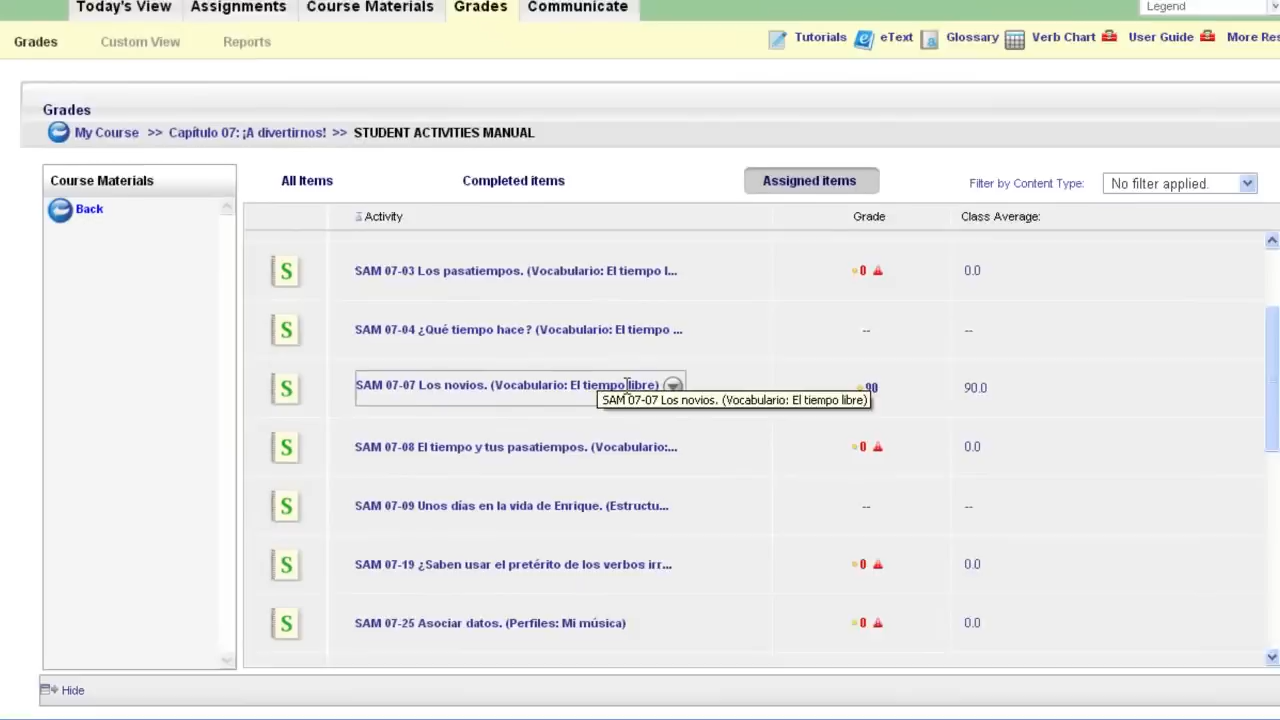 Today's View Assignments Course Materials Grades Communicate Legend
Grades Custom View Reports Tutorials eText Glossary Verb Chart User Guide More Res
Grades
My Course >> Capítulo 07: ¡A divertirnos! >> STUDENT ACTIVITIES MANUAL
Course Materials All Items Completed items Assigned items Filter by Content Type: No filter applied.
Back
Activity Grade Class Average:
S SAM 07-03 Los pasatiempos. (Vocabulario: El tiempo l... 0 0.0
S SAM 07-04 ¿Qué tiempo hace? (Vocabulario: El tiempo ... -- --
S SAM 07-07 Los novios. (Vocabulario: El tiempo libre) 90 90.0
SAM 07-07 Los novios. (Vocabulario: El tiempo libre)
S SAM 07-08 El tiempo y tus pasatiempos. (Vocabulario:... 0 0.0
S SAM 07-09 Unos días en la vida de Enrique. (Estructu... -- --
S SAM 07-19 ¿Saben usar el pretérito de los verbos irr... 0 0.0
S SAM 07-25 Asociar datos. (Perfiles: Mi música) 0 0.0
Hide